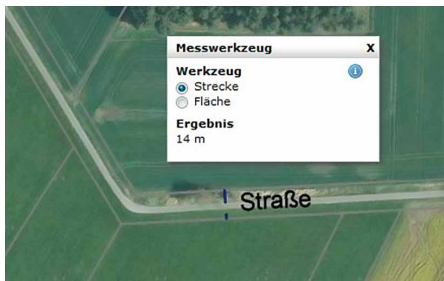 Messwerkzeug X
Werkzeug
Strecke
Fläche
Ergebnis
14 m
Straße